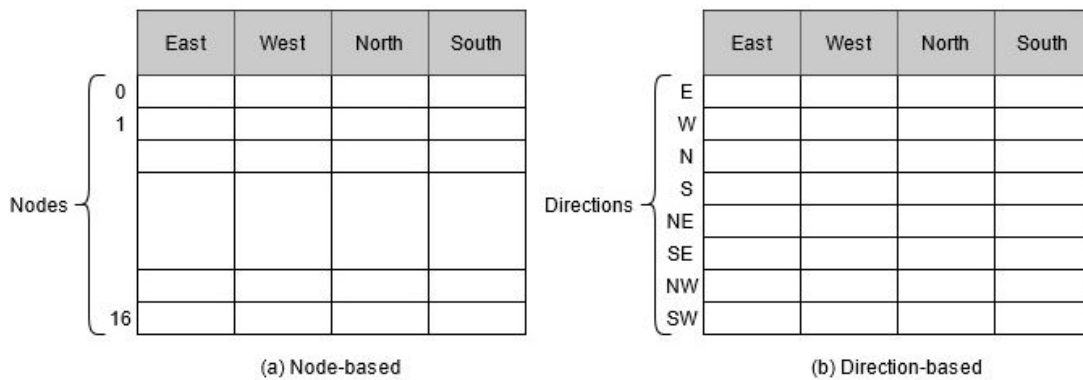 East West North South
0
1
Nodes
16
(a) Node-based
East West North South
E
W
N
S
Directions
NE
SE
NW
SW
(b) Direction-based